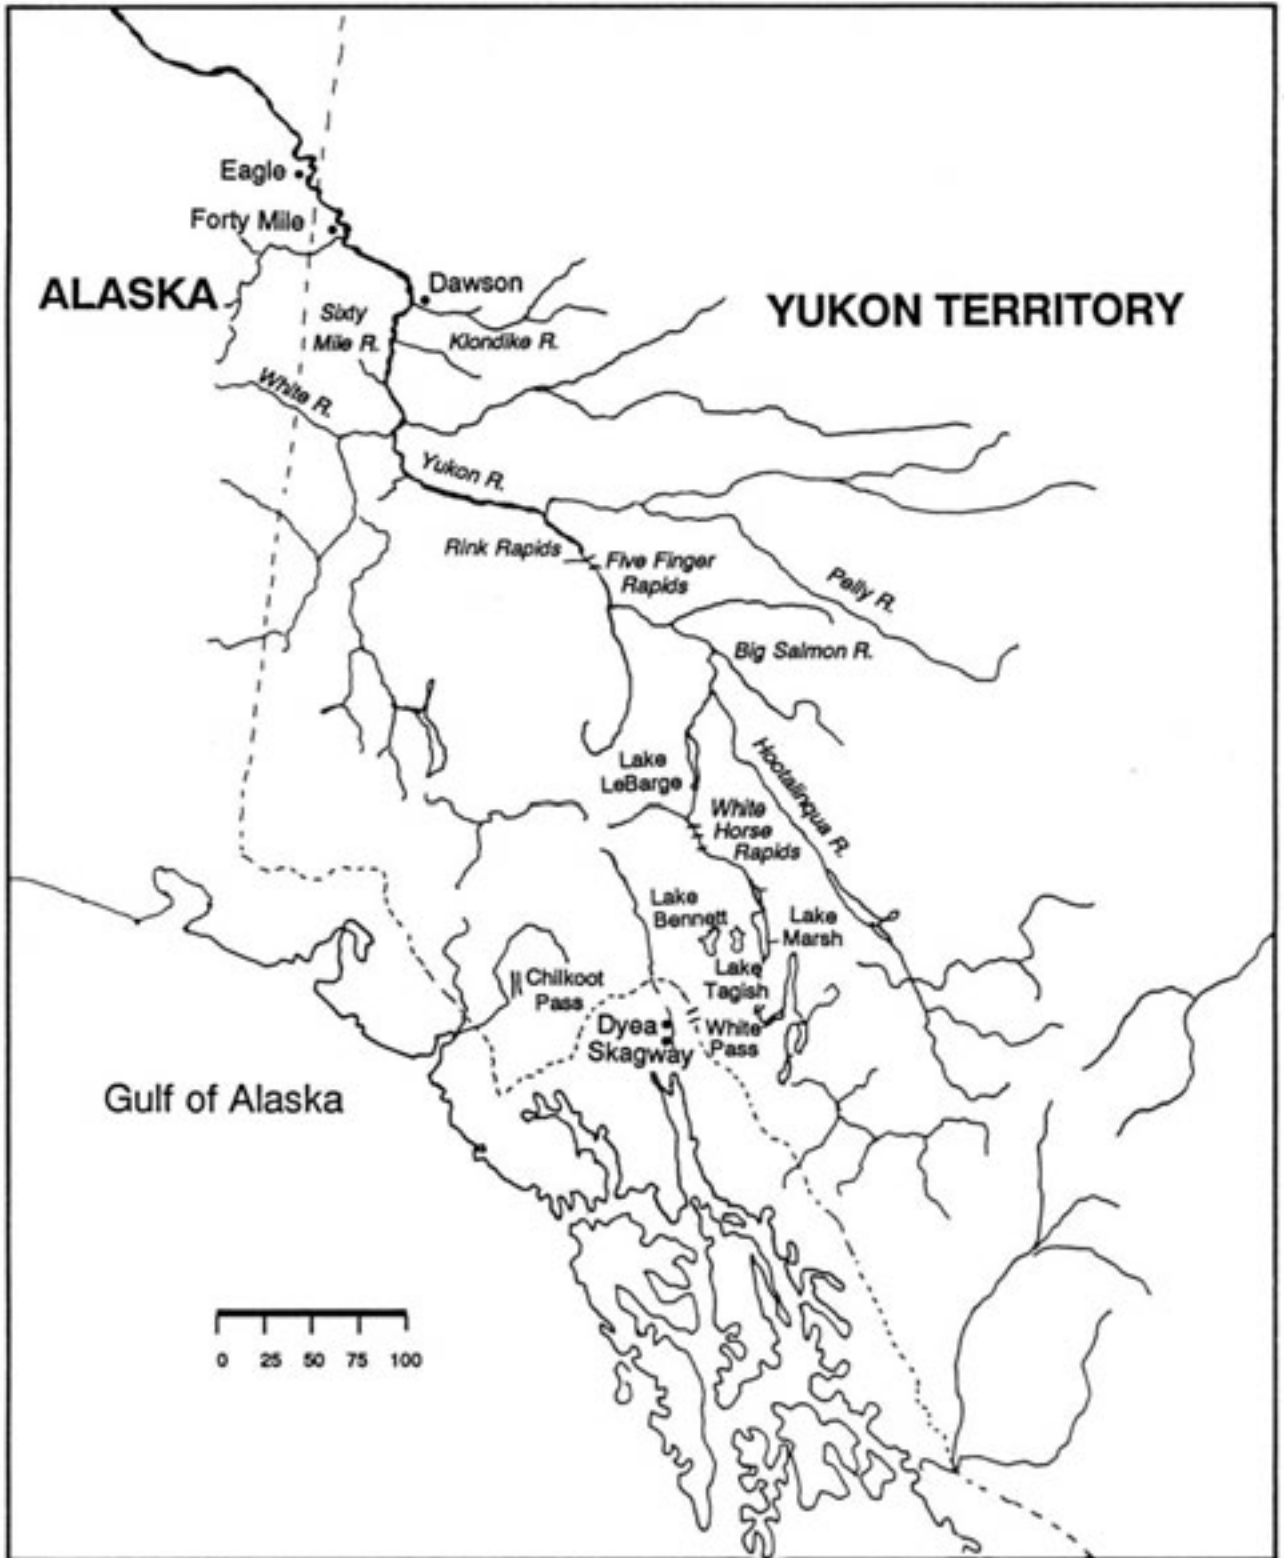 Eagle
Forty Mile
ALASKA
Dawson
YUKON TERRITORY
Sixty
Mile R.
Klondike R.
White R.
Yukon R.
Rink Rapids
Five Finger
Rapids
Pelly R.
Big Salmon R.
Lake
LeBarge
Hootalinqua R.
White
Horse
Rapids
Lake
Bennett
Lake
Marsh
Lake
Tagish
Chilkoot
Pass
Dyea
Skagway
White
Pass
Gulf of Alaska
0 25 50 75 100